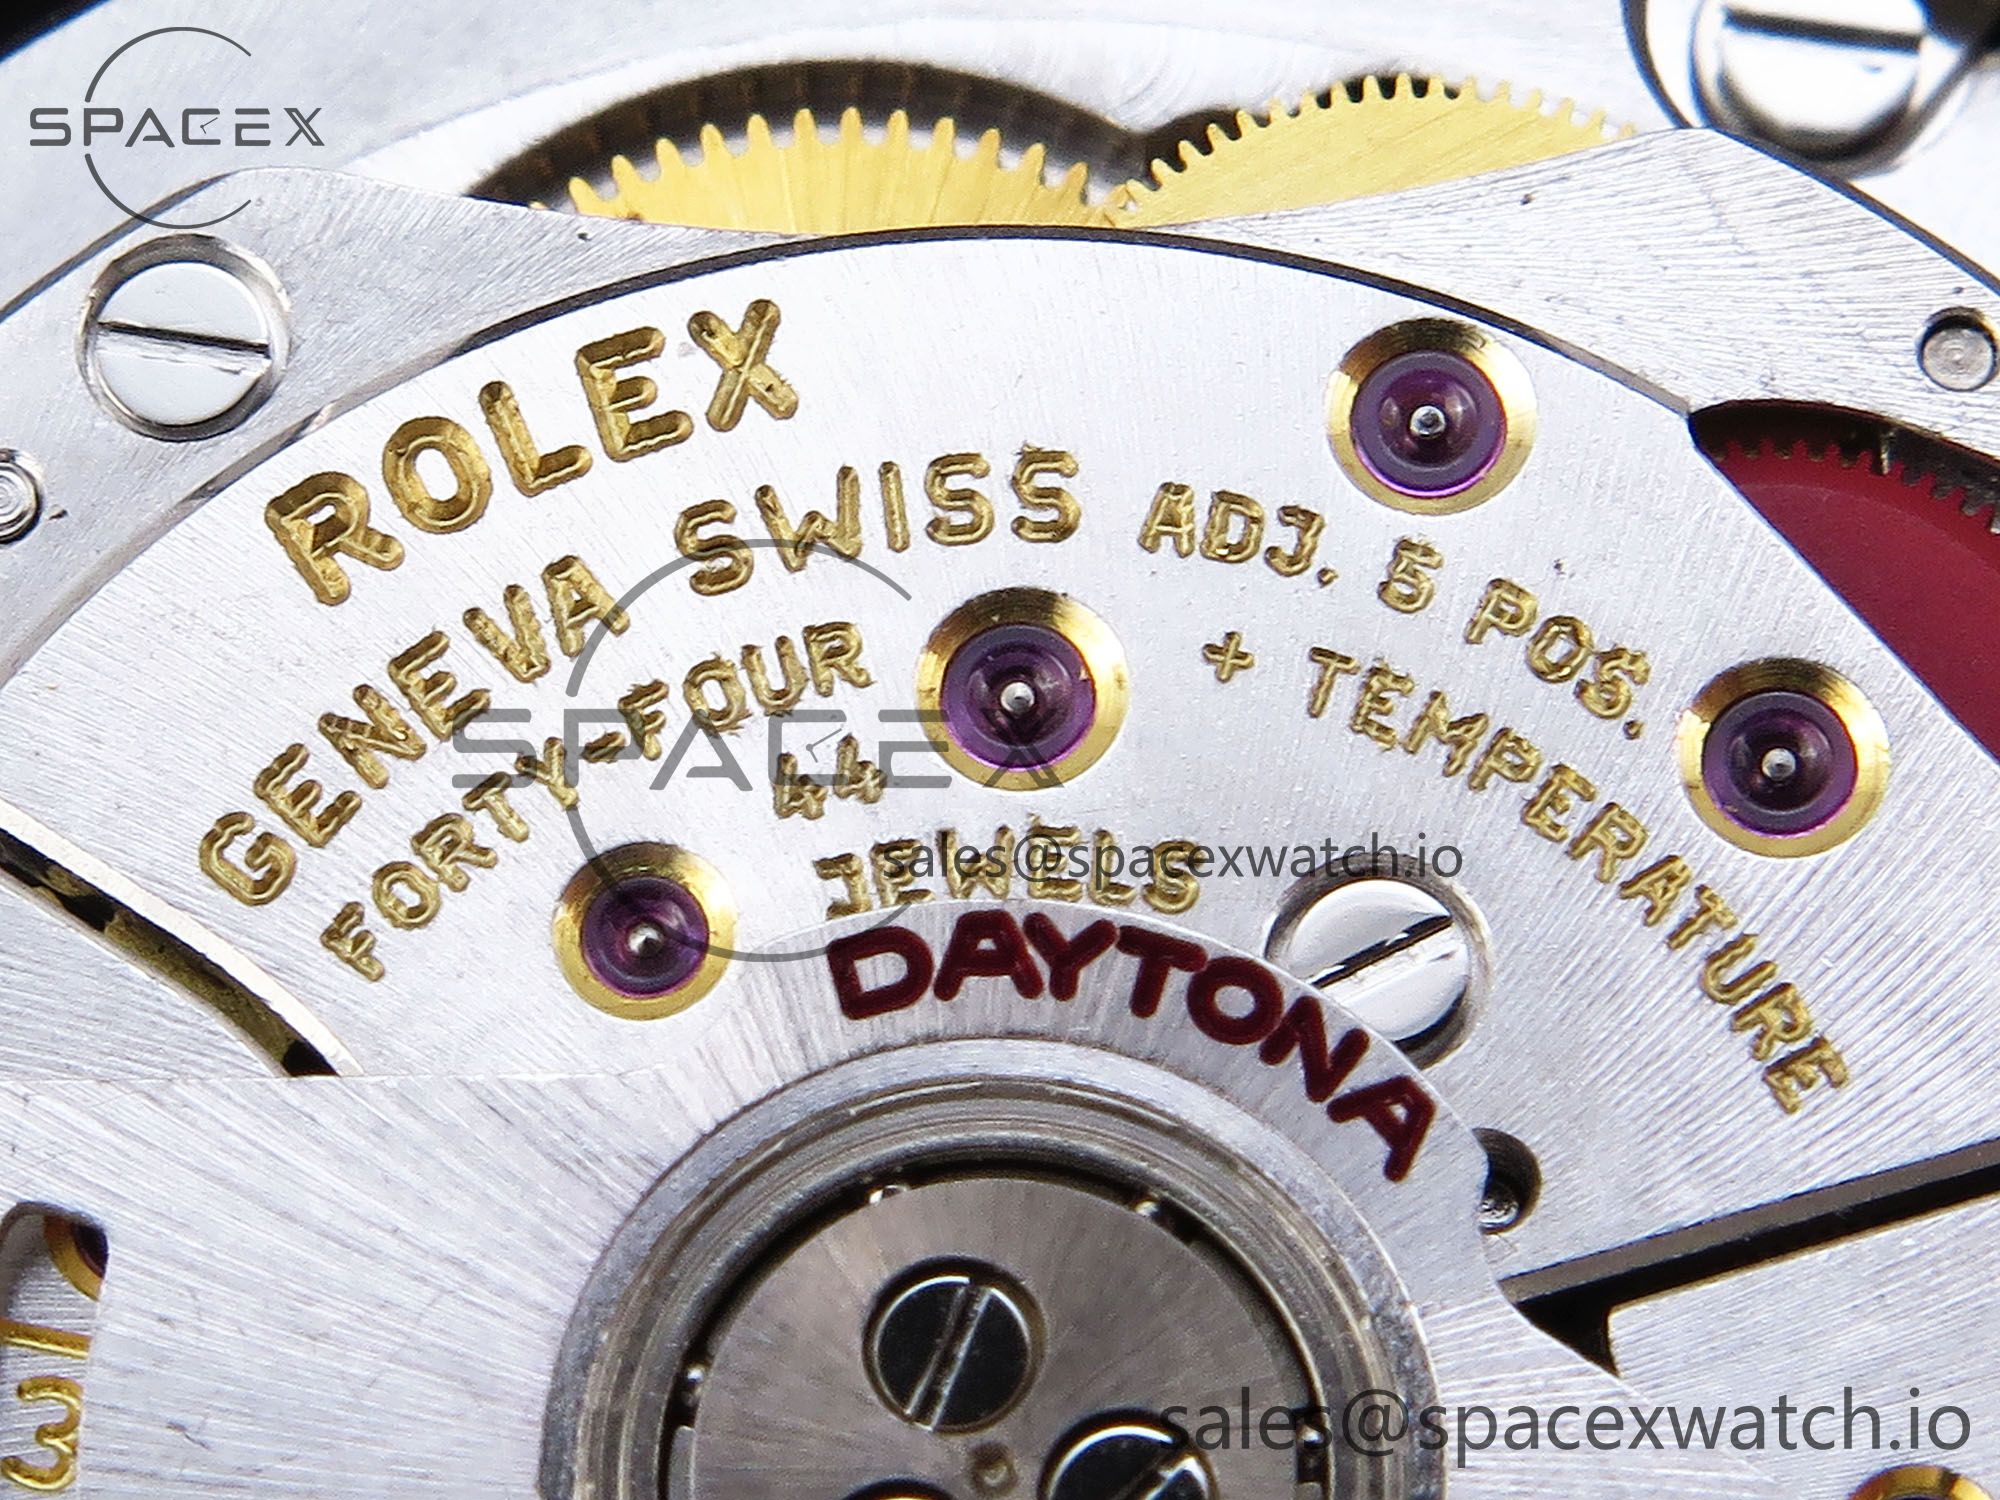 SPACEX
ROLEX
GENEVA SWISS
ADJ. 5 POS.
FORTY-FOUR
+ TEMPERATURE
SPACEX
44
JEWELS
sales@spacexwatch.io
DAYTONA
3/
sales@spacexwatch.io